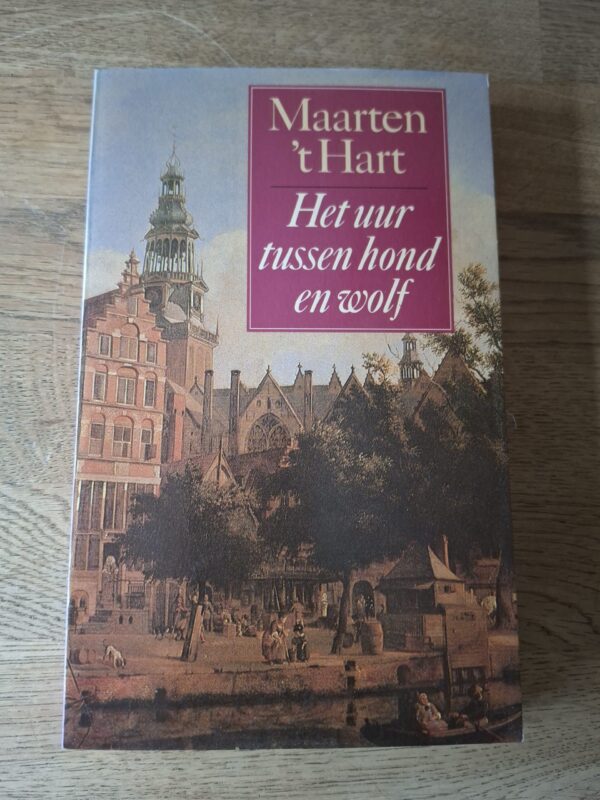 Maarten
't Hart
Het uur
tussen hond
en wolf